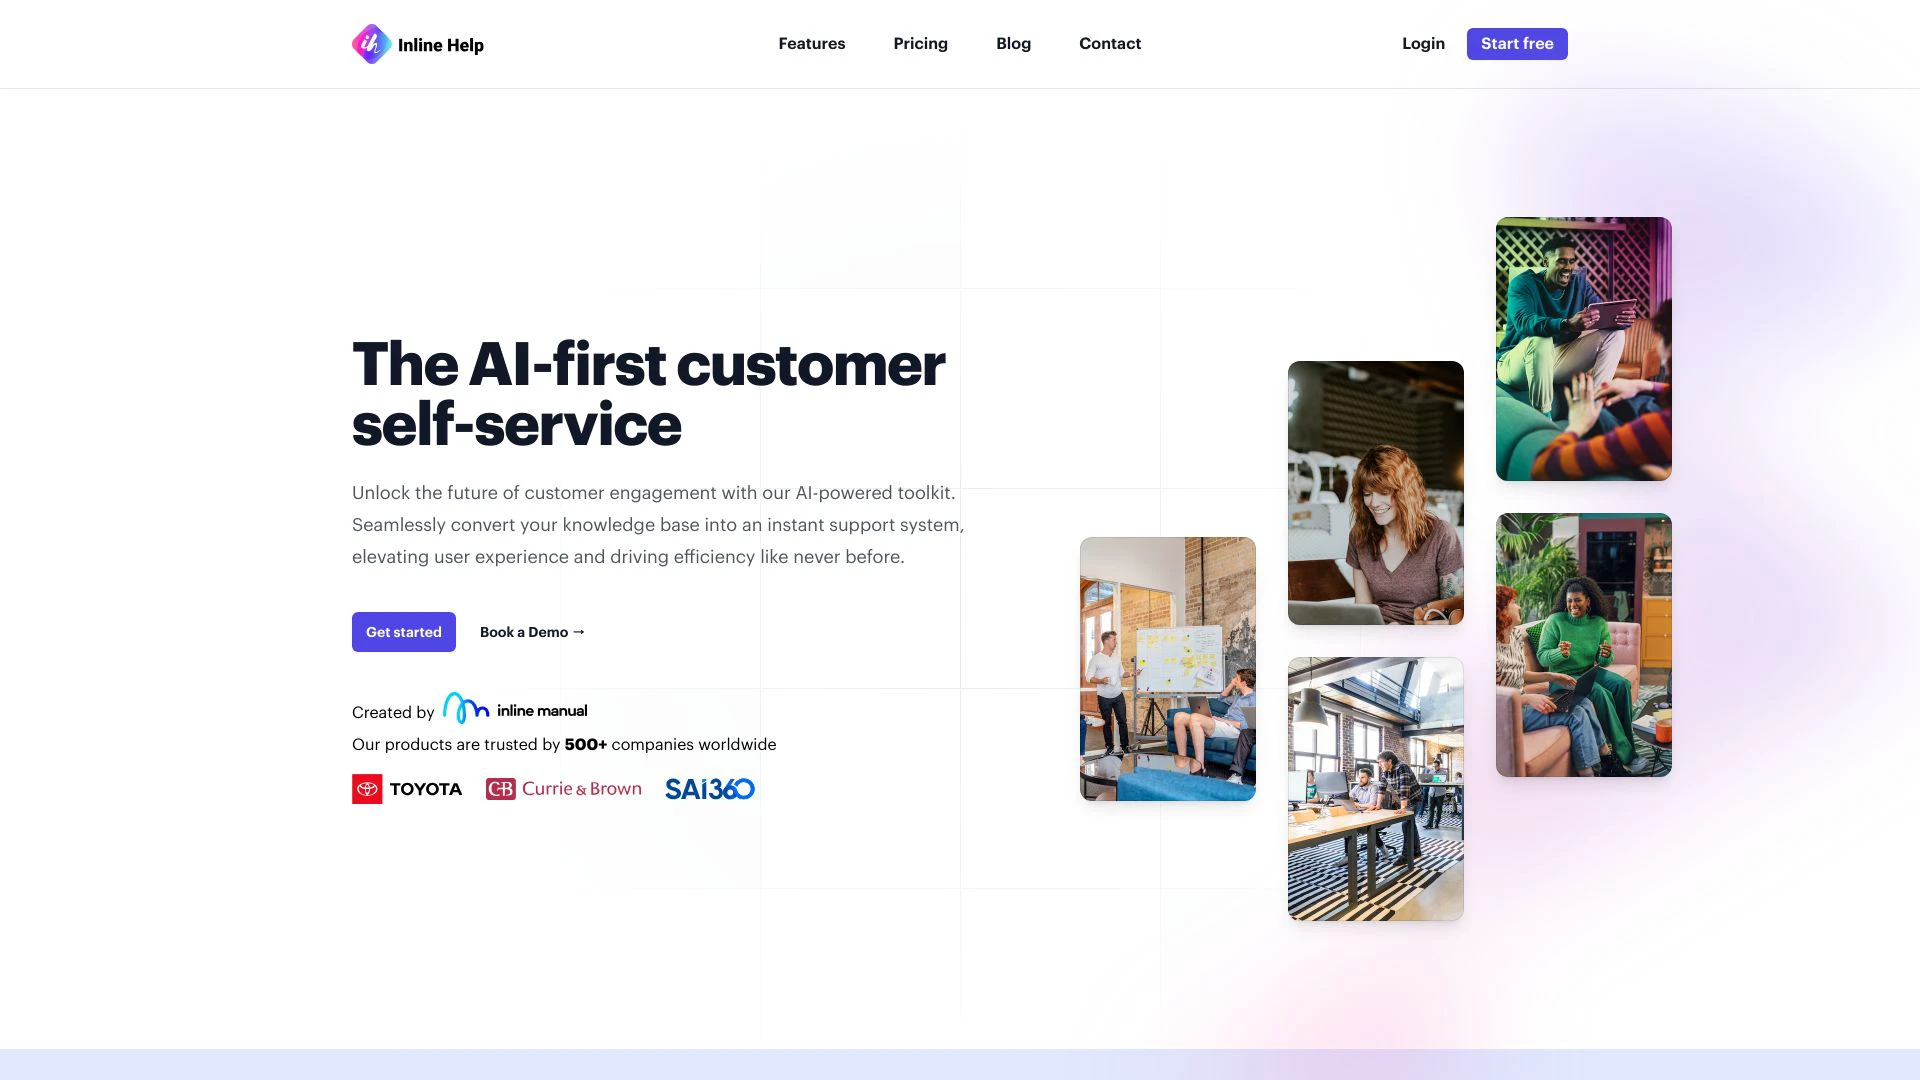 ih Inline Help
Features
Pricing
Blog
Contact
Login
Start free
The AI-first customer
self-service
Unlock the future of customer engagement with our AI-powered toolkit.
Seamlessly convert your knowledge base into an instant support system,
elevating user experience and driving efficiency like never before.
Get started
Book a Demo →
Created by inline manual
Our products are trusted by 500+ companies worldwide
TOYOTA
CB Currie & Brown
SAI360